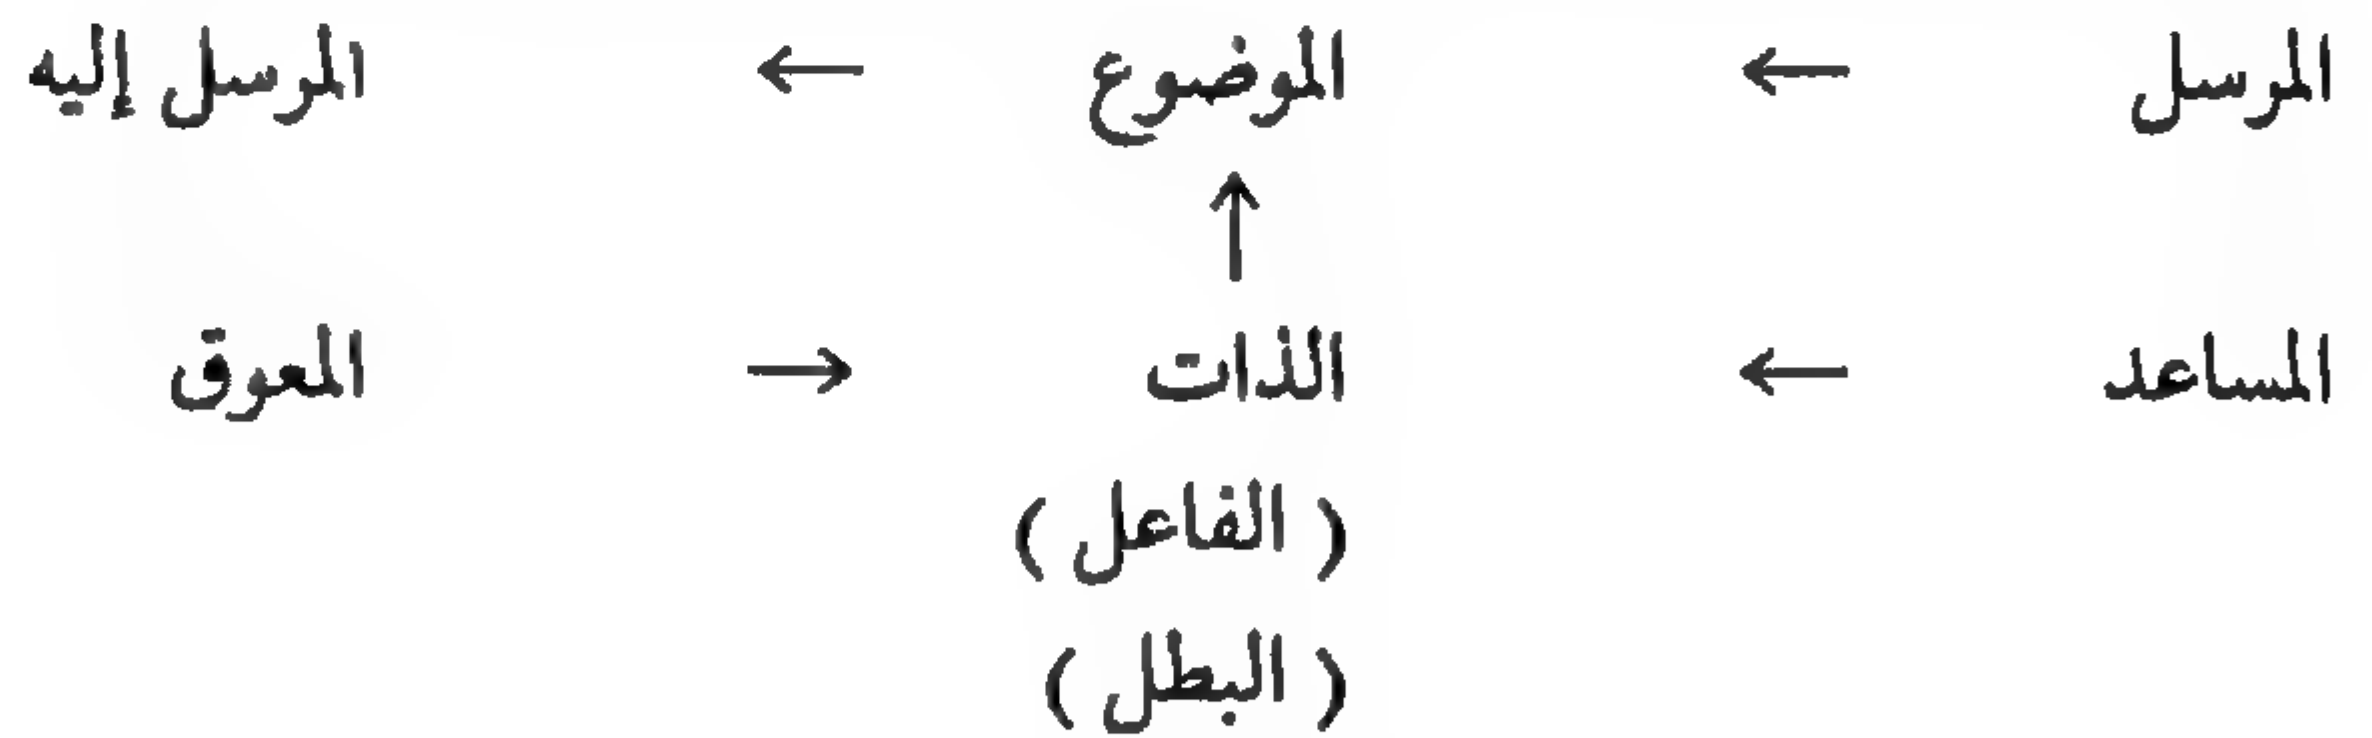 المرسل ← الموضوع ← المرسل إليه
↑
المساعد ← الذات → المعوق
( الفاعل )
( البطل )